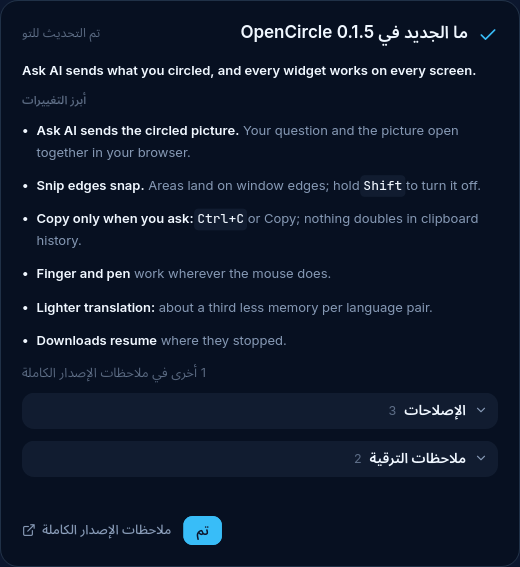 ما الجديد في OpenCircle 0.1.5
تم التحديث للتو
Ask AI sends what you circled, and every widget works on every screen.
أبرز التغييرات
• Ask AI sends the circled picture. Your question and the picture open
together in your browser.
• Snip edges snap. Areas land on window edges; hold Shift to turn it off.
• Copy only when you ask: Ctrl+C or Copy; nothing doubles in clipboard
history.
• Finger and pen work wherever the mouse does.
• Lighter translation: about a third less memory per language pair.
• Downloads resume where they stopped.
1 أخرى في ملاحظات الإصدار الكاملة
الإصلاحات 3
ملاحظات الترقية 2
تم
ملاحظات الإصدار الكاملة